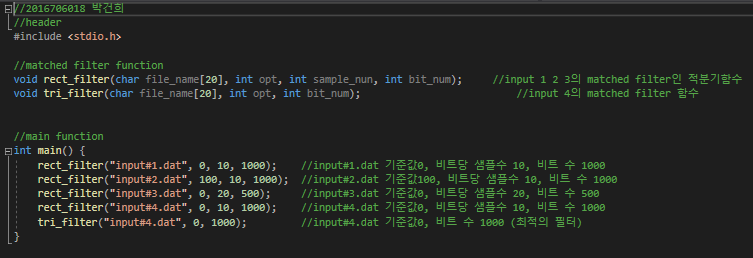 //2016706018 박건희
//header
#include <stdio.h>
//matched filter function
void rect_filter(char file_name[20], int opt, int sample_nun, int bit_num); //input 1 2 3의 matched filter인 적분기함수
void tri_filter(char file_name[20], int opt, int bit_num); //input 4의 matched filter 함수
//main function
int main() {
rect_filter("input#1.dat", 0, 10, 1000); //input#1.dat 기준값0, 비트당 샘플수 10, 비트 수 1000
rect_filter("input#2.dat", 100, 10, 1000); //input#2.dat 기준값100, 비트당 샘플수 10, 비트 수 1000
rect_filter("input#3.dat", 0, 20, 500); //input#3.dat 기준값0, 비트당 샘플수 20, 비트 수 500
rect_filter("input#4.dat", 0, 10, 1000); //input#4.dat 기준값0, 비트당 샘플수 10, 비트 수 1000
tri_filter("input#4.dat", 0, 1000); //input#4.dat 기준값0, 비트 수 1000 (최적의 필터)
}